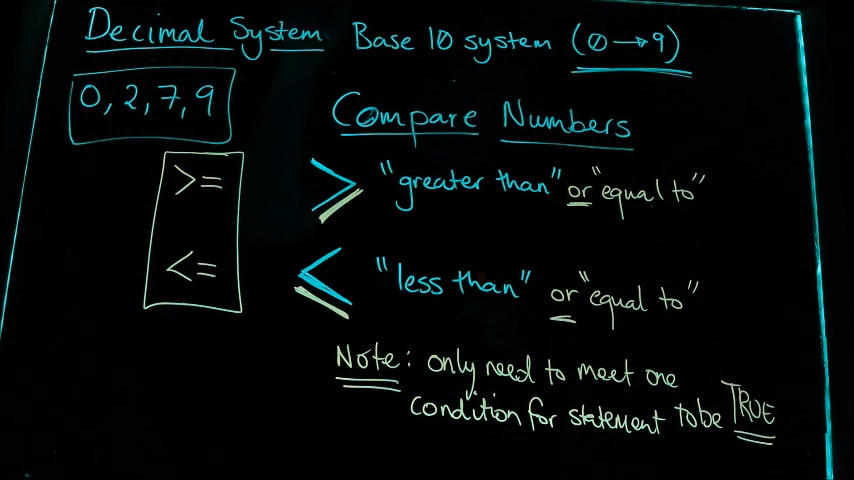 Decimal System Base 10 system (0→9)
0, 2, 7, 9
Compare Numbers
>= ⩾ "greater than" or "equal to"
<= ⩽ "less than" or "equal to"
Note: only need to meet one
condition for statement to be TRUE